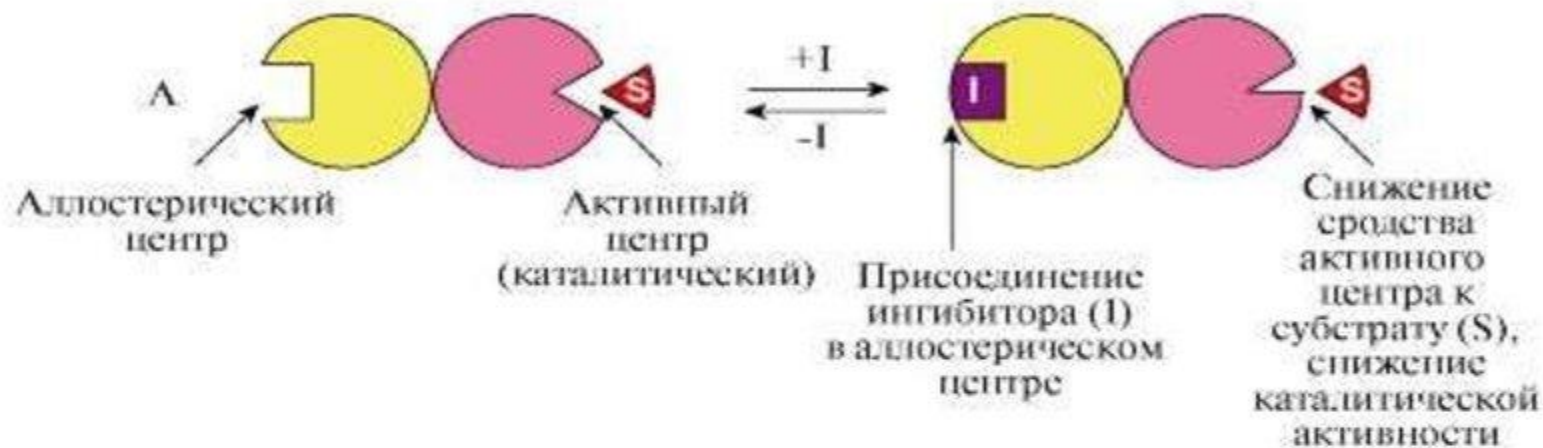 А
S
+I
-I
I
S
Аллостерический
центр
Активный
центр
(каталитический)
Присоединение
ингибитора (I)
в аллостерическом
центре
Снижение
сродства
активного
центра к
субстрату (S),
снижение
каталитической
активности